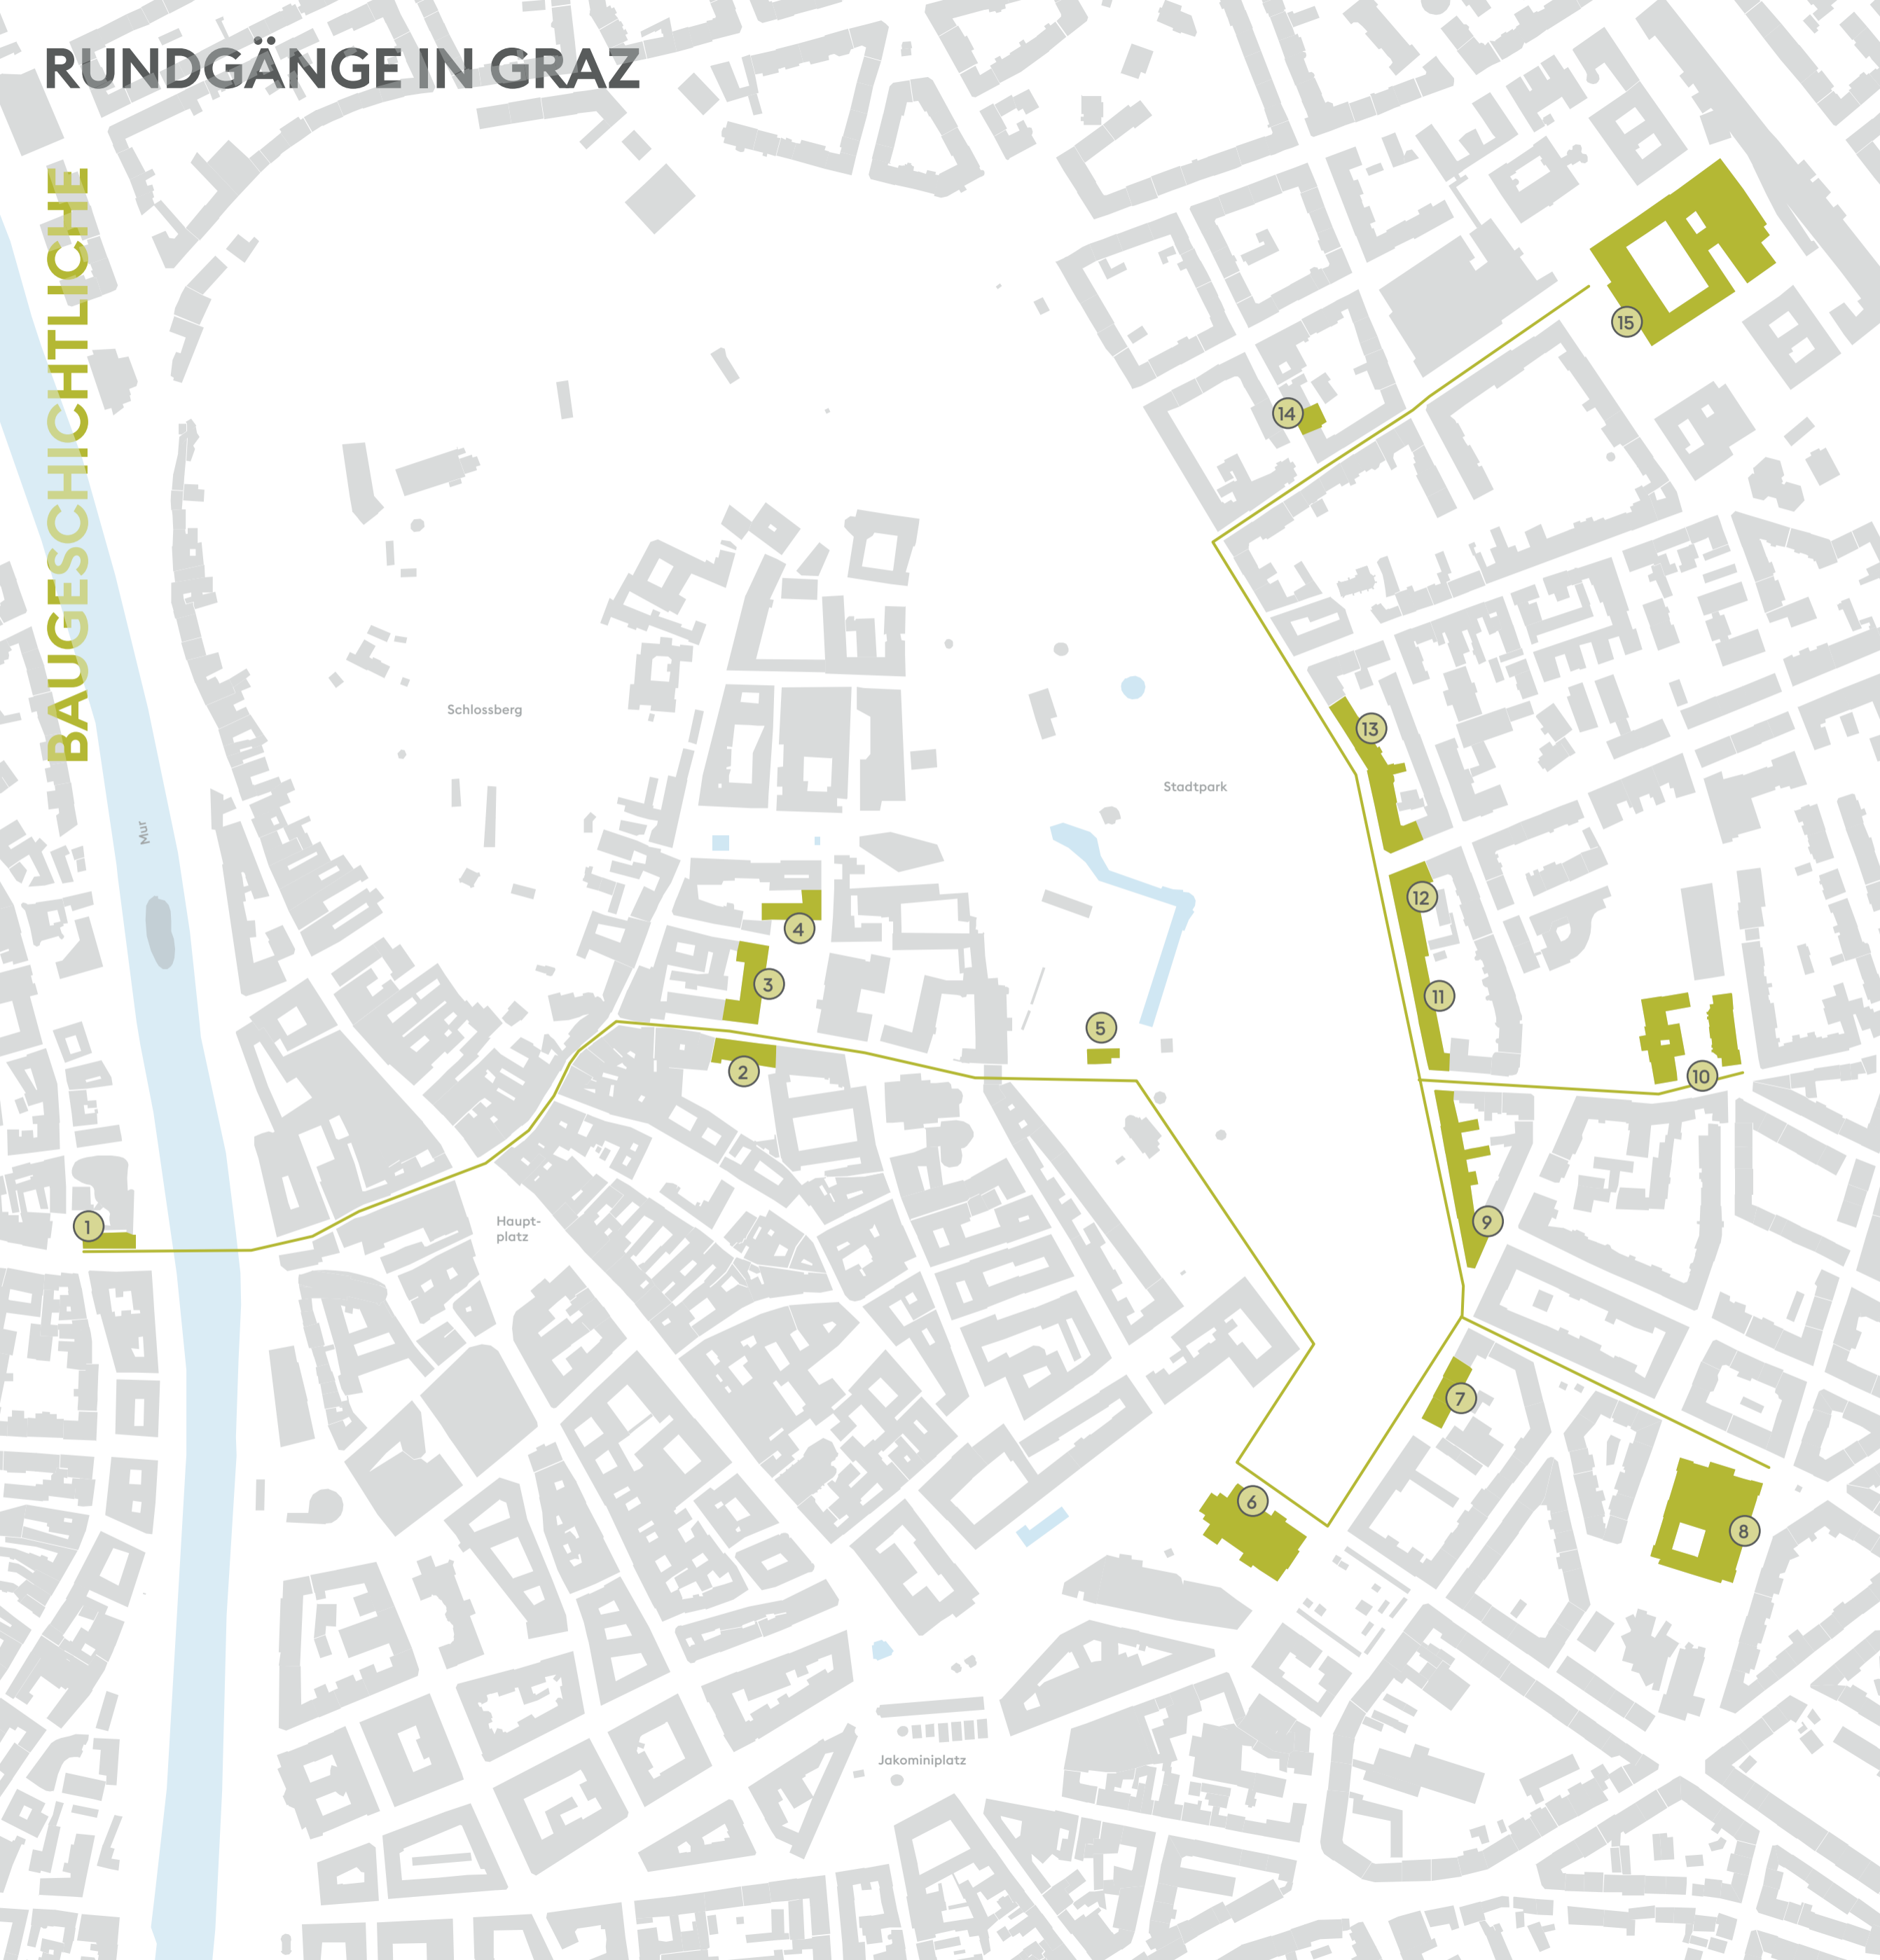 RUNDGÄNGE IN GRAZ
BAUGESCHICHTLICHE
15
14
Schlossberg
13
Stadtpark
Mur
12
4
3
11
5
2
10
1
Haupt-
platz
9
7
6
8
Jakominiplatz